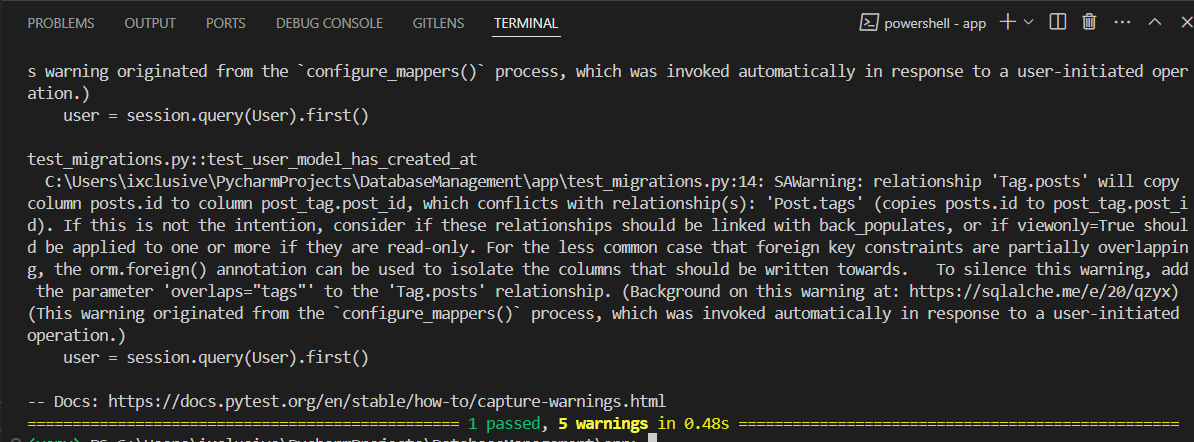 PROBLEMS OUTPUT PORTS DEBUG CONSOLE GITLENS TERMINAL powershell - app
s warning originated from the `configure_mappers()` process, which was invoked automatically in response to a user-initiated oper
ation.)
    user = session.query(User).first()
test_migrations.py::test_user_model_has_created_at
  C:\Users\ixclusive\PycharmProjects\DatabaseManagement\app\test_migrations.py:14: SAWarning: relationship 'Tag.posts' will copy
column posts.id to column post_tag.post_id, which conflicts with relationship(s): 'Post.tags' (copies posts.id to post_tag.post_i
d). If this is not the intention, consider if these relationships should be linked with back_populates, or if viewonly=True shoul
d be applied to one or more if they are read-only. For the less common case that foreign key constraints are partially overlappin
g, the orm.foreign() annotation can be used to isolate the columns that should be written towards.   To silence this warning, add
 the parameter 'overlaps="tags"' to the 'Tag.posts' relationship. (Background on this warning at: https://sqlalche.me/e/20/qzyx)
(This warning originated from the `configure_mappers()` process, which was invoked automatically in response to a user-initiated
operation.)
    user = session.query(User).first()
-- Docs: https://docs.pytest.org/en/stable/how-to/capture-warnings.html
=========================================== 1 passed, 5 warnings in 0.48s ============================================